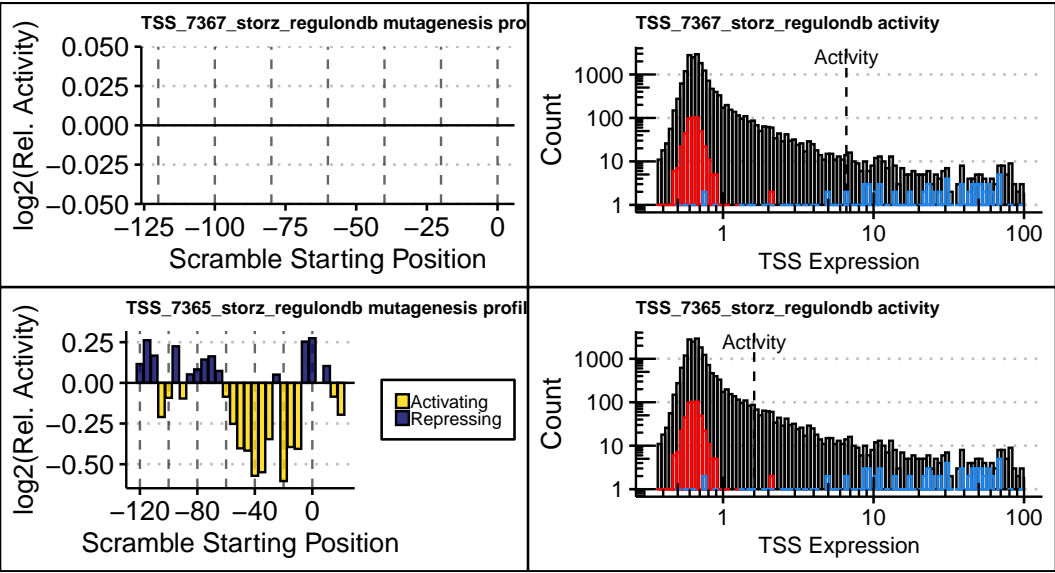 TSS_7367_storz_regulondb mutagenesis pro
log2(Rel. Activity)
0.050
0.025
0.000
−0.025
−0.050
−125 −100 −75 −50 −25 0
Scramble Starting Position
TSS_7367_storz_regulondb activity
Activity
Count
1000
100
10
1
1 10 100
TSS Expression
TSS_7365_storz_regulondb mutagenesis profil
log2(Rel. Activity)
0.25
0.00
−0.25
−0.50
−120 −80 −40 0
Scramble Starting Position
Activating
Repressing
TSS_7365_storz_regulondb activity
Activity
Count
1000
100
10
1
1 10 100
TSS Expression